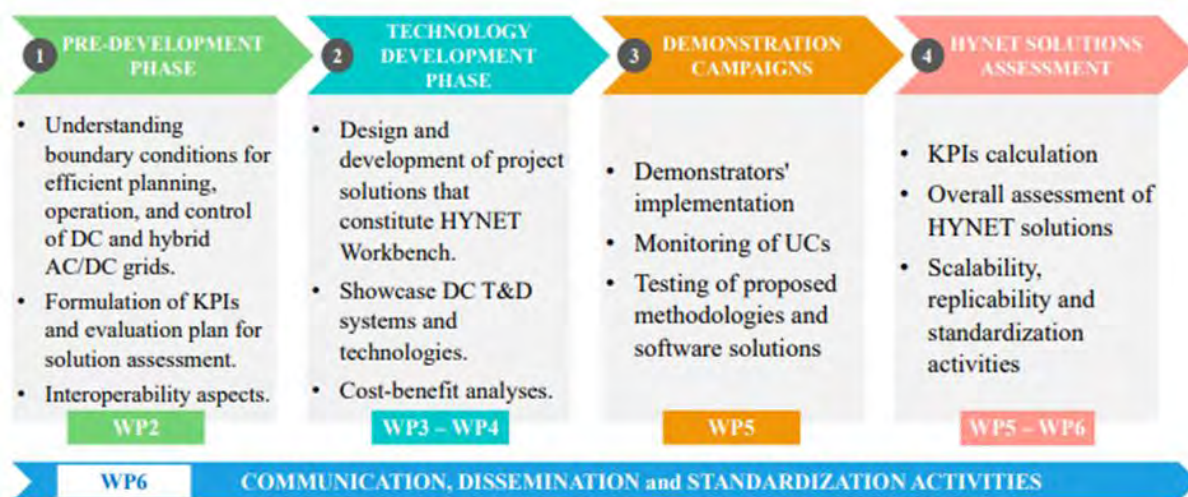 1 PRE-DEVELOPMENT
PHASE
• Understanding
boundary conditions for
efficient planning,
operation, and control
of DC and hybrid
AC/DC grids.
• Formulation of KPIs
and evaluation plan for
solution assessment.
• Interoperability aspects.
WP2
2 TECHNOLOGY
DEVELOPMENT
PHASE
• Design and
development of project
solutions that
constitute HYNET
Workbench.
• Showcase DC T&D
systems and
technologies.
• Cost-benefit analyses.
WP3 – WP4
3 DEMONSTRATION
CAMPAIGNS
• Demonstrators'
implementation
• Monitoring of UCs
• Testing of proposed
methodologies and
software solutions
WP5
4 HYNET SOLUTIONS
ASSESSMENT
• KPIs calculation
• Overall assessment of
HYNET solutions
• Scalability,
replicability and
standardization
activities
WP5 – WP6
WP6 COMMUNICATION, DISSEMINATION and STANDARDIZATION ACTIVITIES